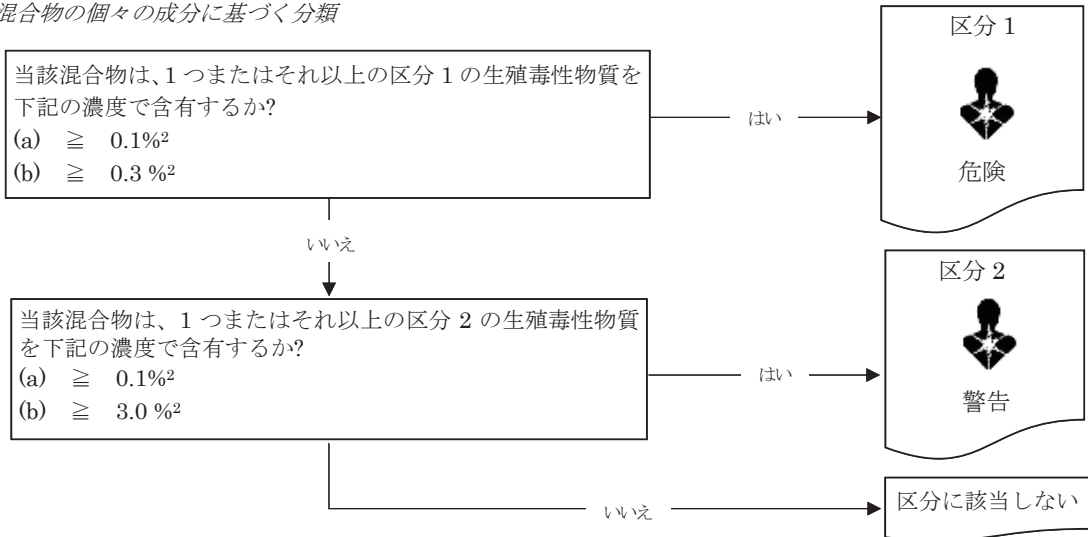 混合物の個々の成分に基づく分類
当該混合物は、1 つまたはそれ以上の区分 1 の生殖毒性物質を
下記の濃度で含有するか?
(a) ≧ 0.1%²
(b) ≧ 0.3 %²
はい
区分 1
危険
いいえ
当該混合物は、1 つまたはそれ以上の区分 2 の生殖毒性物質
を下記の濃度で含有するか?
(a) ≧ 0.1%²
(b) ≧ 3.0 %²
はい
区分 2
警告
いいえ
区分に該当しない